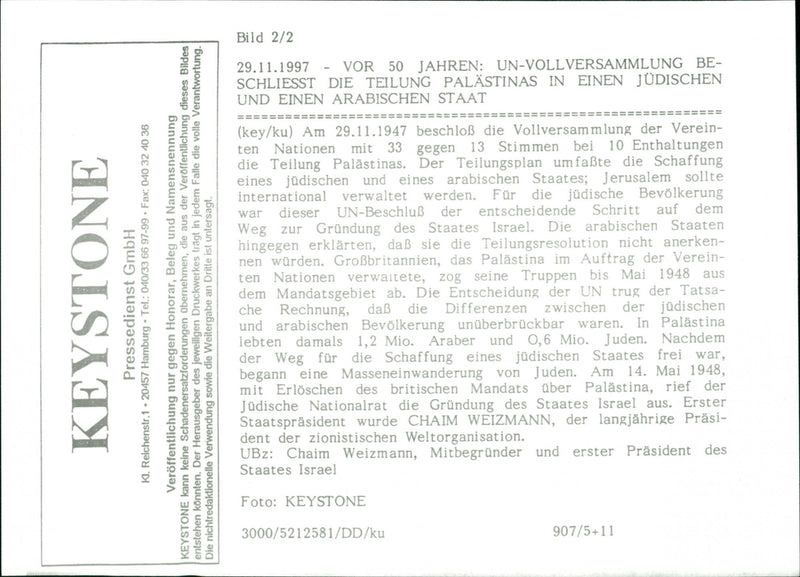 KEYSTONE
Pressedienst GmbH
Kl. Reichenstr. 1 · 20457 Hamburg · Tel.: 040/33 66 97-99 · Fax: 040 32 40 36
Veröffentlichung nur gegen Honorar, Beleg und Namensnennung
KEYSTONE kann keine Schadenersatzforderungen übernehmen, die aus der Veröffentlichung dieses Bildes
entstehen könnten. Der Herausgeber des jeweiligen Druckwerkes trägt in jedem Falle die volle Verantwortung.
Die nichtredaktionelle Verwendung sowie die Weitergabe an Dritte ist untersagt.
Bild 2/2
29.11.1997 - VOR 50 JAHREN: UN-VOLLVERSAMMLUNG BE-
SCHLIESST DIE TEILUNG PALÄSTINAS IN EINEN JÜDISCHEN
UND EINEN ARABISCHEN STAAT
(key/ku) Am 29.11.1947 beschloß die Vollversammlung der Verein-
ten Nationen mit 33 gegen 13 Stimmen bei 10 Enthaltungen
die Teilung Palästinas. Der Teilungsplan umfaßte die Schaffung
eines jüdischen und eines arabischen Staates; Jerusalem sollte
international verwaltet werden. Für die jüdische Bevölkerung
war dieser UN-Beschluß der entscheidende Schritt auf dem
Weg zur Gründung des Staates Israel. Die arabischen Staaten
hingegen erklärten, daß sie die Teilungsresolution nicht anerken-
nen würden. Großbritannien, das Palästina im Auftrag der Verein-
ten Nationen verwaltete, zog seine Truppen bis Mai 1948 aus
dem Mandatsgebiet ab. Die Entscheidung der UN trug der Tatsa-
che Rechnung, daß die Differenzen zwischen der jüdischen
und arabischen Bevölkerung unüberbrückbar waren. In Palästina
lebten damals 1,2 Mio. Araber und 0,6 Mio. Juden. Nachdem
der Weg für die Schaffung eines jüdischen Staates frei war,
begann eine Masseneinwanderung von Juden. Am 14. Mai 1948,
mit Erlöschen des britischen Mandats über Palästina, rief der
Jüdische Nationalrat die Gründung des Staates Israel aus. Erster
Staatspräsident wurde CHAIM WEIZMANN, der langjährige Präsi-
dent der zionistischen Weltorganisation.
UBz: Chaim Weizmann, Mitbegründer und erster Präsident des
Staates Israel
Foto: KEYSTONE
3000/5212581/DD/ku 907/5+11